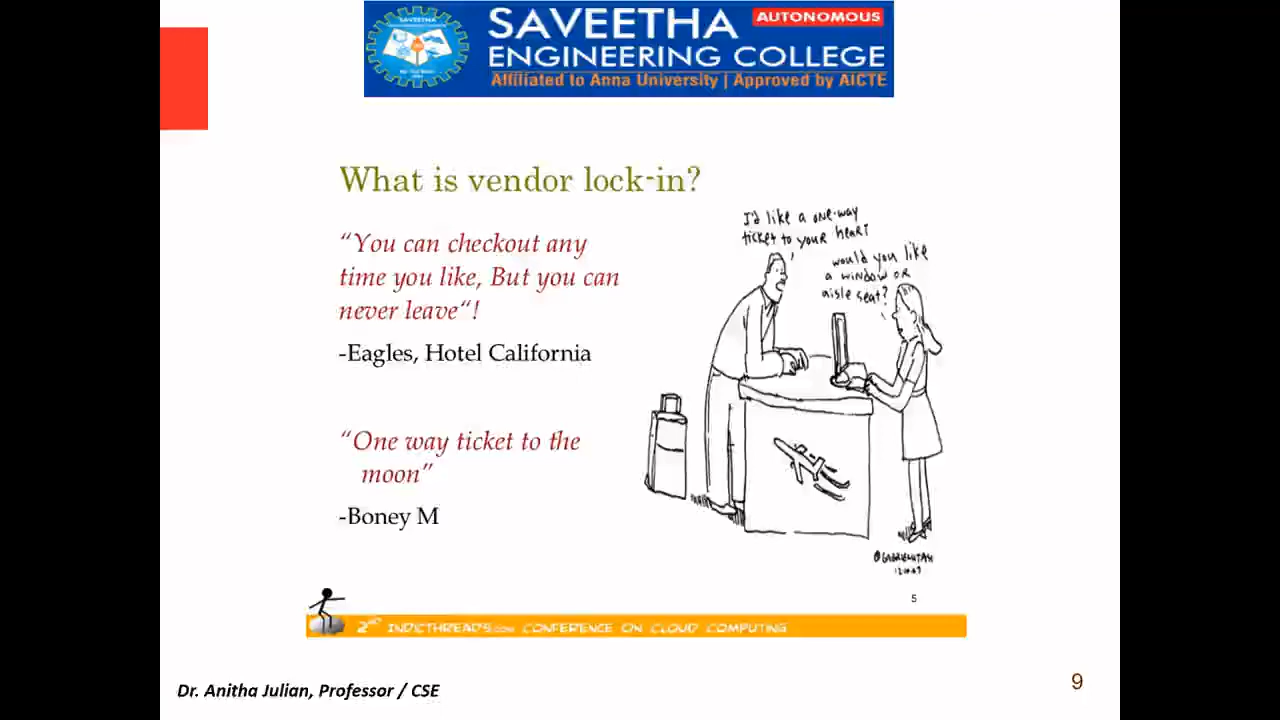 SAVEETHA
AUTONOMOUS
ENGINEERING COLLEGE
Affiliated to Anna University | Approved by AICTE
SAVEETHA
What is vendor lock-in?
“You can checkout any
time you like, But you can
never leave“!
-Eagles, Hotel California
“One way ticket to the
moon”
-Boney M
I'd like a one-way
ticket to your heart
would you like
a window or
aisle seat?
5
2ND INDICTHREADS.COM CONFERENCE ON CLOUD COMPUTING
Dr. Anitha Julian, Professor / CSE
9